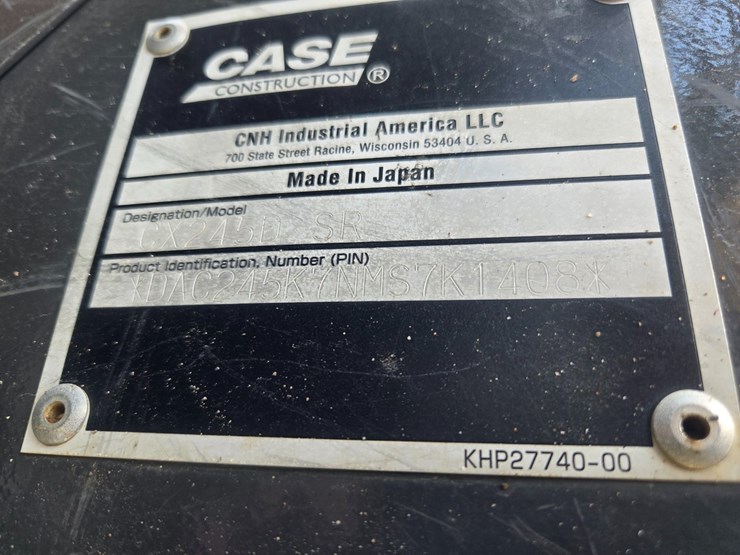 CASE
CONSTRUCTION ®
CNH Industrial America LLC
700 State Street Racine, Wisconsin 53404 U. S. A.
Made In Japan
Designation/Model
CX245D SR
Product Identification, Number (PIN)
KHP27740-00